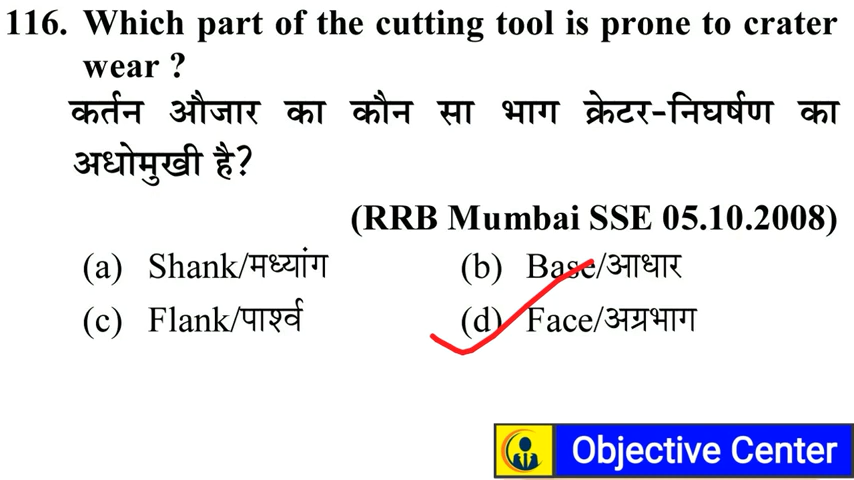 116. Which part of the cutting tool is prone to crater
wear ?
कर्तन औजार का कौन सा भाग क्रेटर-निघर्षण का
अधोमुखी है?
(RRB Mumbai SSE 05.10.2008)
(a) Shank/मध्यांग (b) Base/आधार
(c) Flank/पार्श्व (d) Face/अग्रभाग
Objective Center